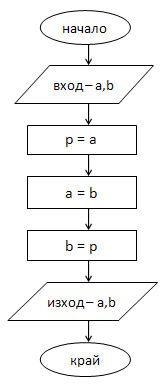 начало
вход–a,b
p = a
a = b
b = p
изход–a,b
край